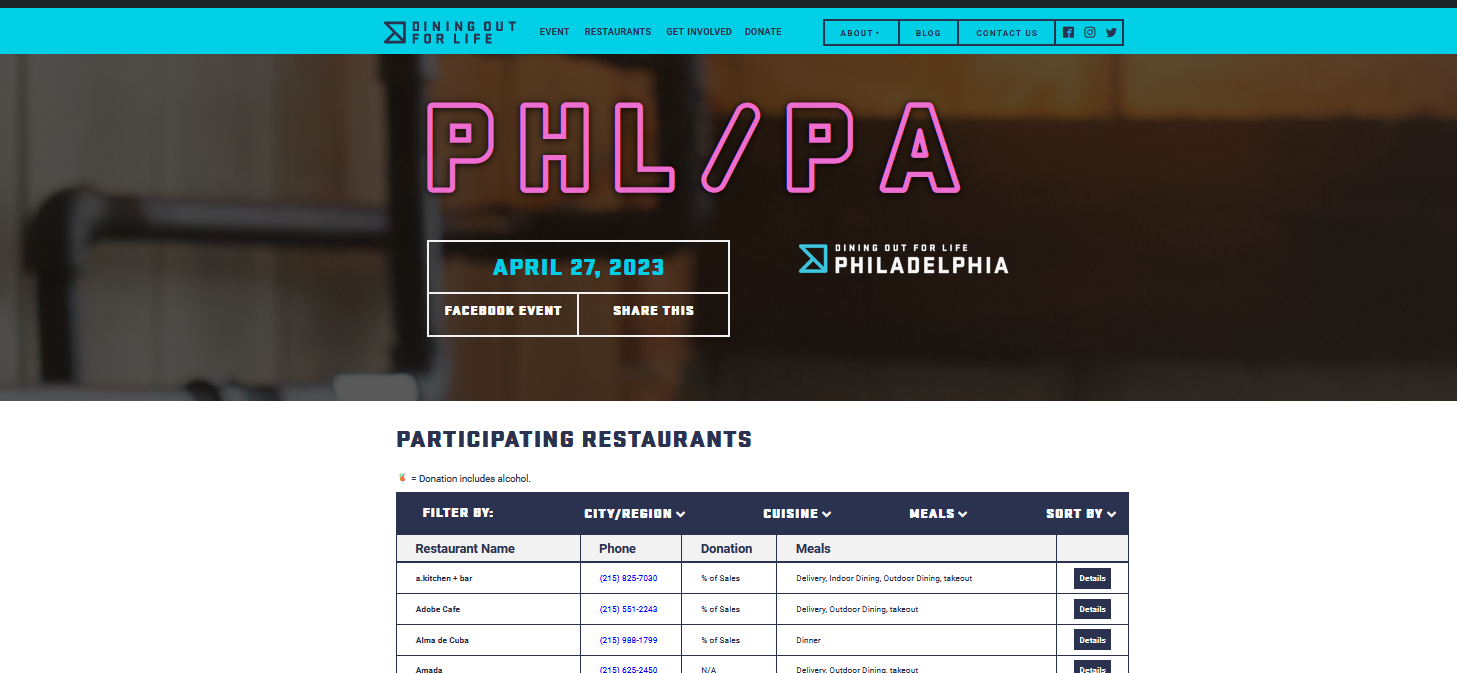 DINING OUT
FOR LIFE
EVENT RESTAURANTS GET INVOLVED DONATE
ABOUT BLOG CONTACT US
PHL/PA
APRIL 27, 2023
FACEBOOK EVENT SHARE THIS
DINING OUT FOR LIFE
PHILADELPHIA
PARTICIPATING RESTAURANTS
= Donation includes alcohol.
FILTER BY: CITY/REGION CUISINE MEALS SORT BY
Restaurant Name Phone Donation Meals
a.kitchen + bar (215) 825-7030 % of Sales Delivery, Indoor Dining, Outdoor Dining, takeout Details
Adobe Cafe (215) 551-2243 % of Sales Delivery, Outdoor Dining, takeout Details
Alma de Cuba (215) 988-1799 % of Sales Dinner Details
Amada (215) 625-2450 N/A Delivery, Outdoor Dining, takeout Details